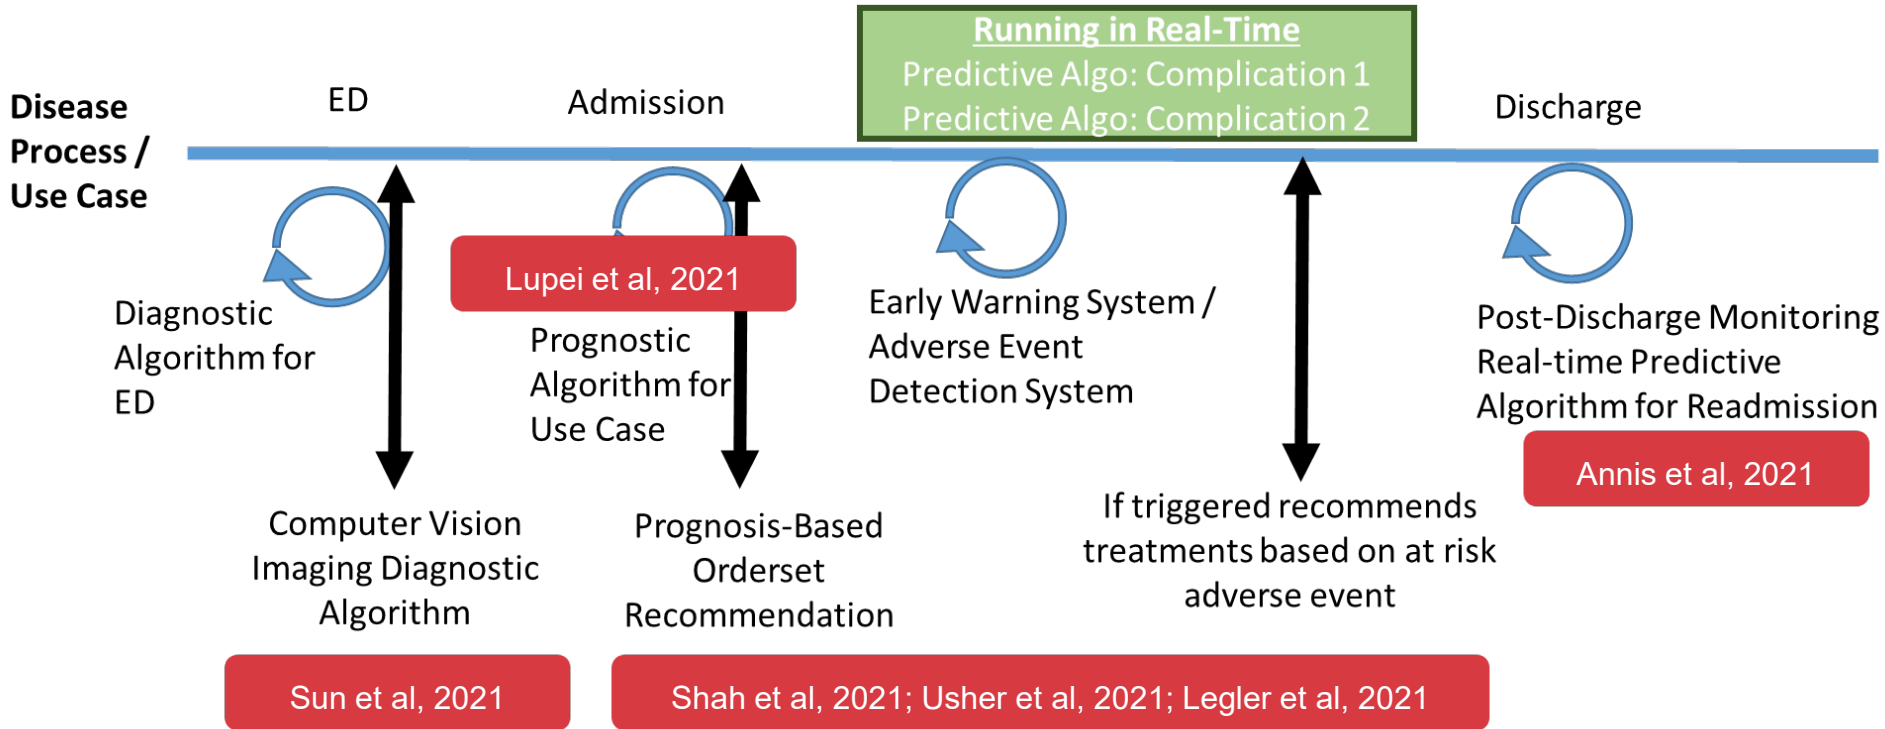 Disease
Process /
Use Case
ED
Admission
Running in Real-Time
Predictive Algo: Complication 1
Predictive Algo: Complication 2
Discharge
Diagnostic
Algorithm for
ED
Lupei et al, 2021
Prognostic
Algorithm for
Use Case
Early Warning System /
Adverse Event
Detection System
Post-Discharge Monitoring
Real-time Predictive
Algorithm for Readmission
Annis et al, 2021
Computer Vision
Imaging Diagnostic
Algorithm
Prognosis-Based
Orderset
Recommendation
If triggered recommends
treatments based on at risk
adverse event
Sun et al, 2021
Shah et al, 2021; Usher et al, 2021; Legler et al, 2021